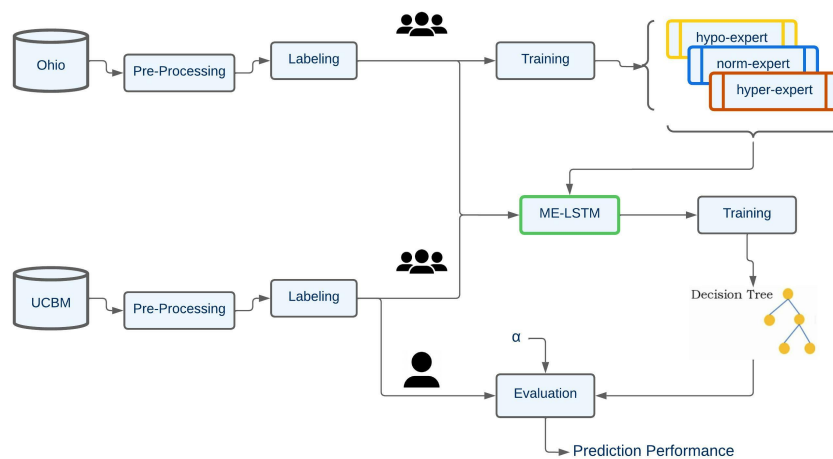 hypo-expert
Ohio
Pre-Processing
Labeling
Training
norm-expert
hyper-expert
ME-LSTM
Training
UCBM
Pre-Processing
Labeling
Decision Tree
α
Evaluation
Prediction Performance